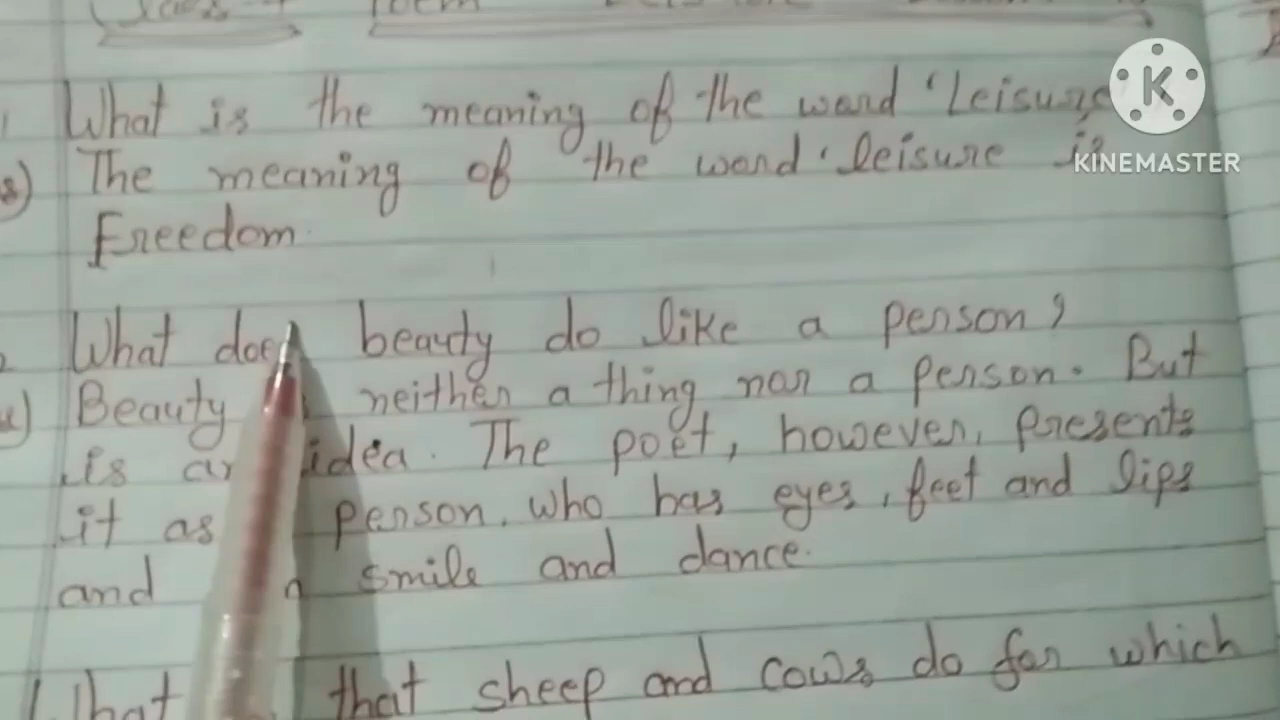 What is the meaning of the word 'Leisure
The meaning of the word 'leisure is
Freedom.
KINEMASTER
What does beauty do like a person?
Beauty neither a thing nor a person. But
is an idea. The poet, however, presents
it as person, who has eyes, feet and lips
and smile and dance.
What that sheep and cows do for which